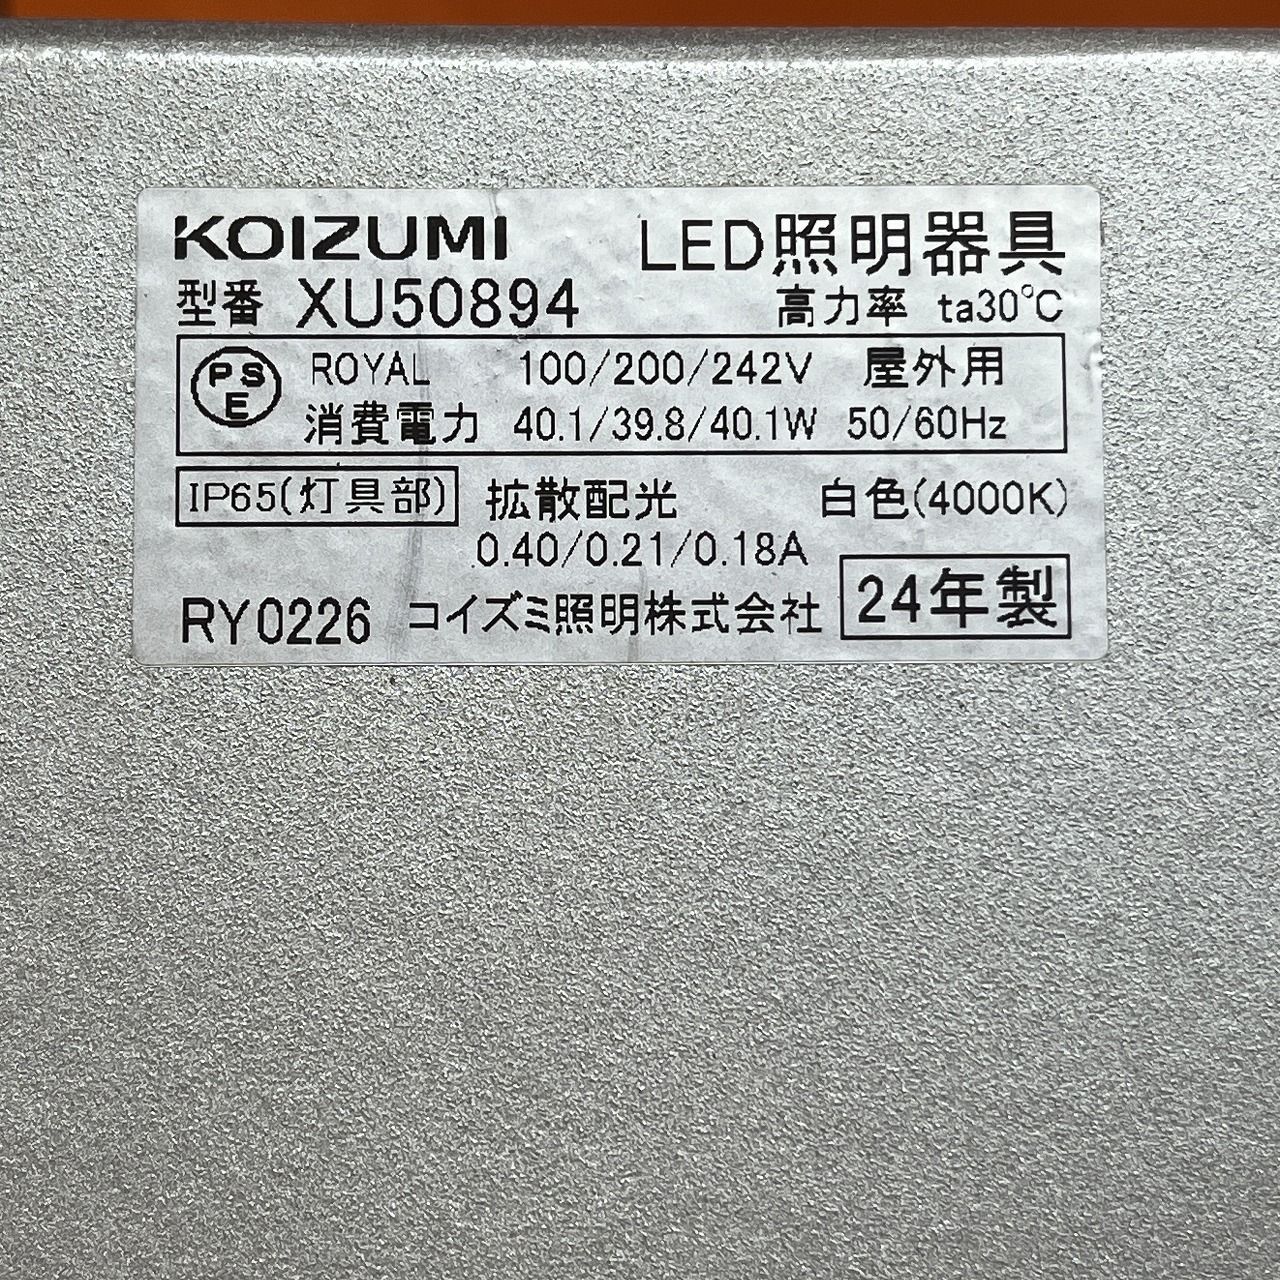 KOIZUMI LED照明器具
型番 XU50894 高力率 ta30℃
PSE ROYAL 100/200/242V 屋外用
消費電力 40.1/39.8/40.1W 50/60Hz
IP65(灯具部) 拡散配光 白色(4000K)
0.40/0.21/0.18A
RY0226 コイズミ照明株式会社 24年製